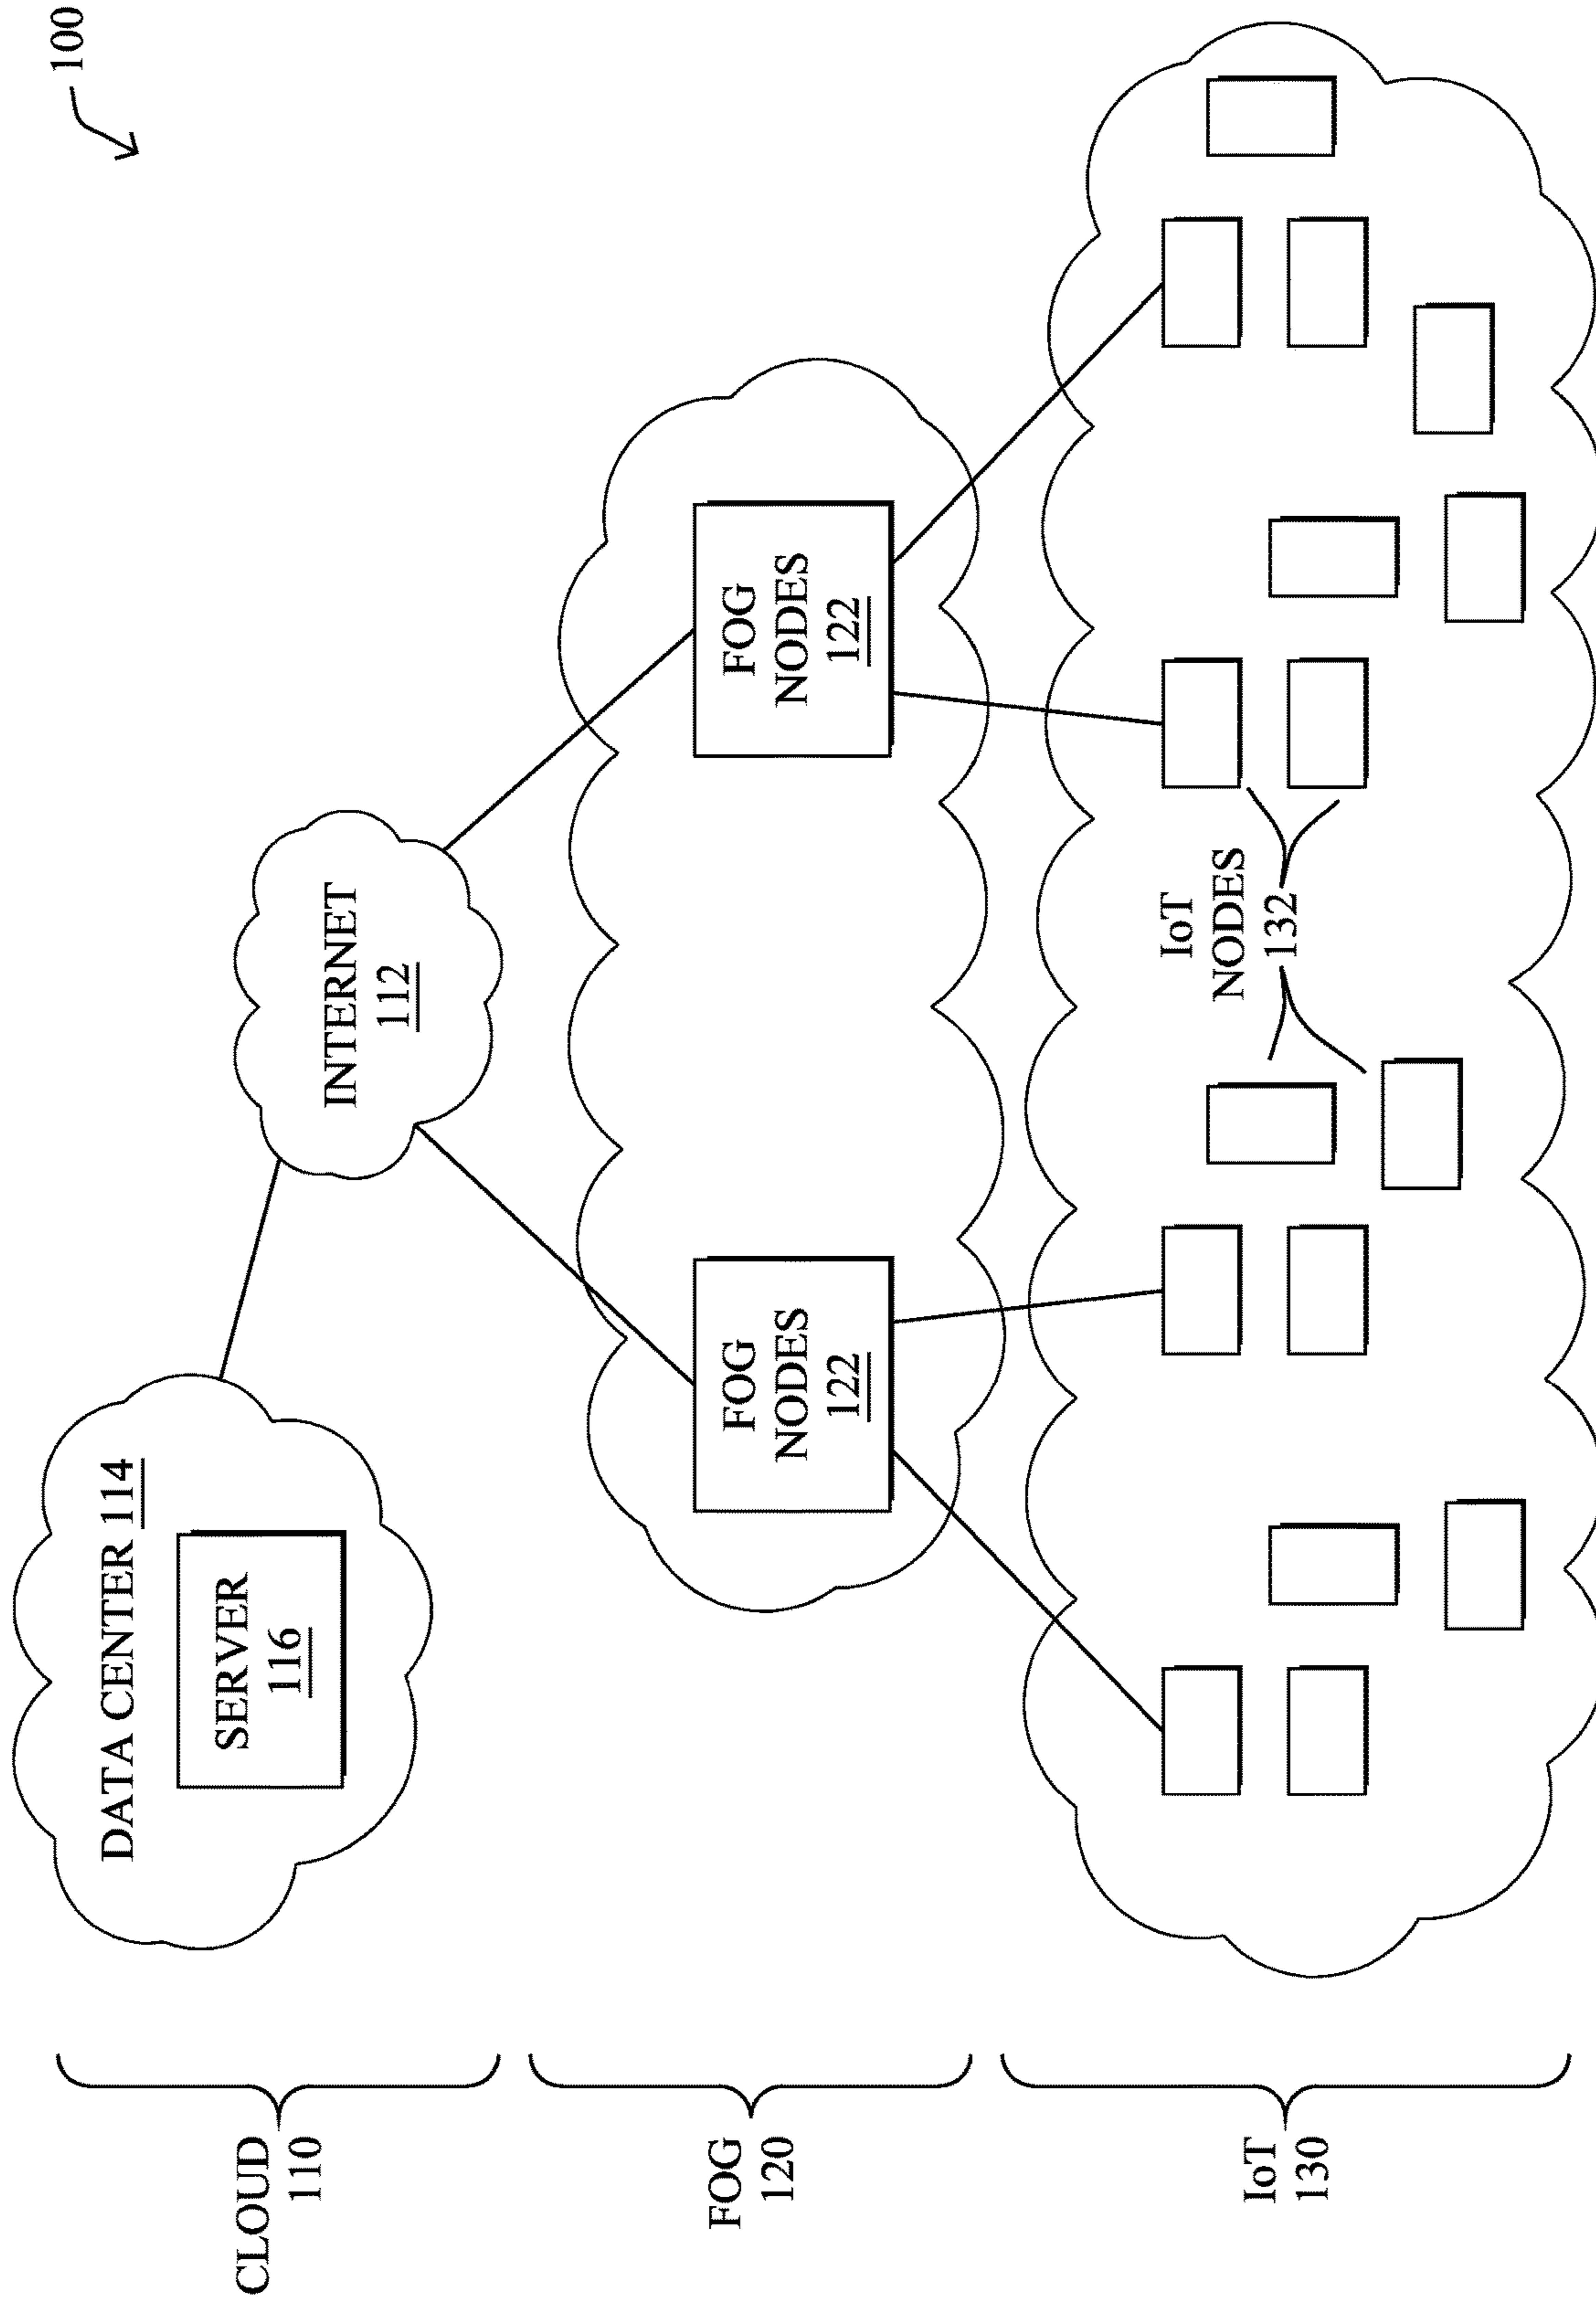 100
CLOUD
110
DATA CENTER 114
SERVER
116
INTERNET
112
FOG
120
FOG
NODES
122
FOG
NODES
122
IoT
130
IoT
NODES
132